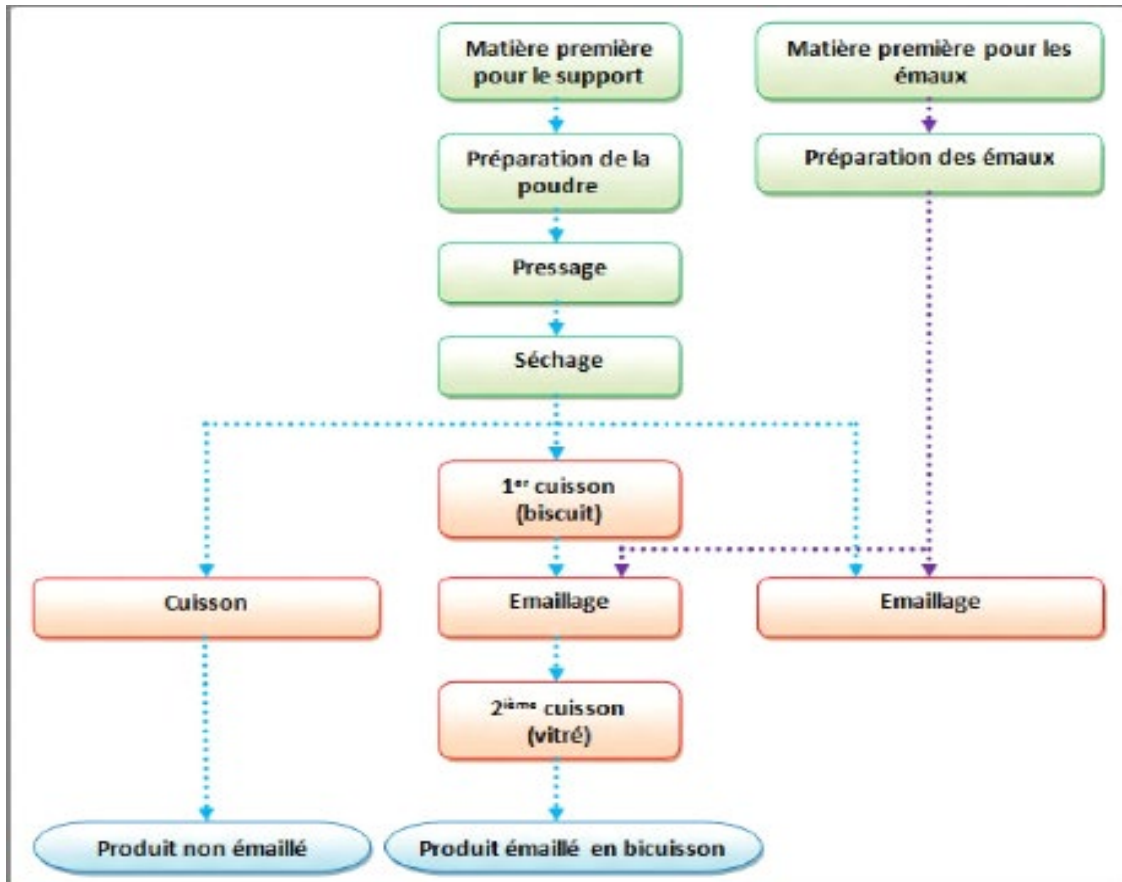 Matière première
pour le support
Matière première pour les
émaux
Préparation de la
poudre
Préparation des émaux
Pressage
Séchage
1er cuisson
(biscuit)
Cuisson
Emaillage
Emaillage
2ième cuisson
(vitré)
Produit non émaillé
Produit émaillé en bicuisson